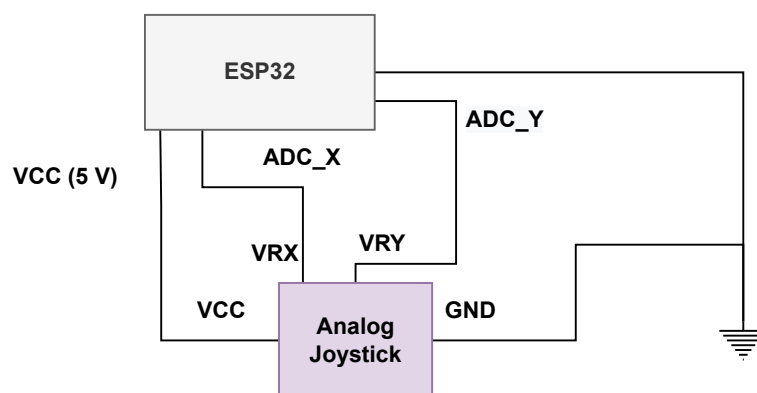 ESP32
ADC_Y
ADC_X
VCC (5 V)
VRY
VRX
VCC
GND
Analog
Joystick